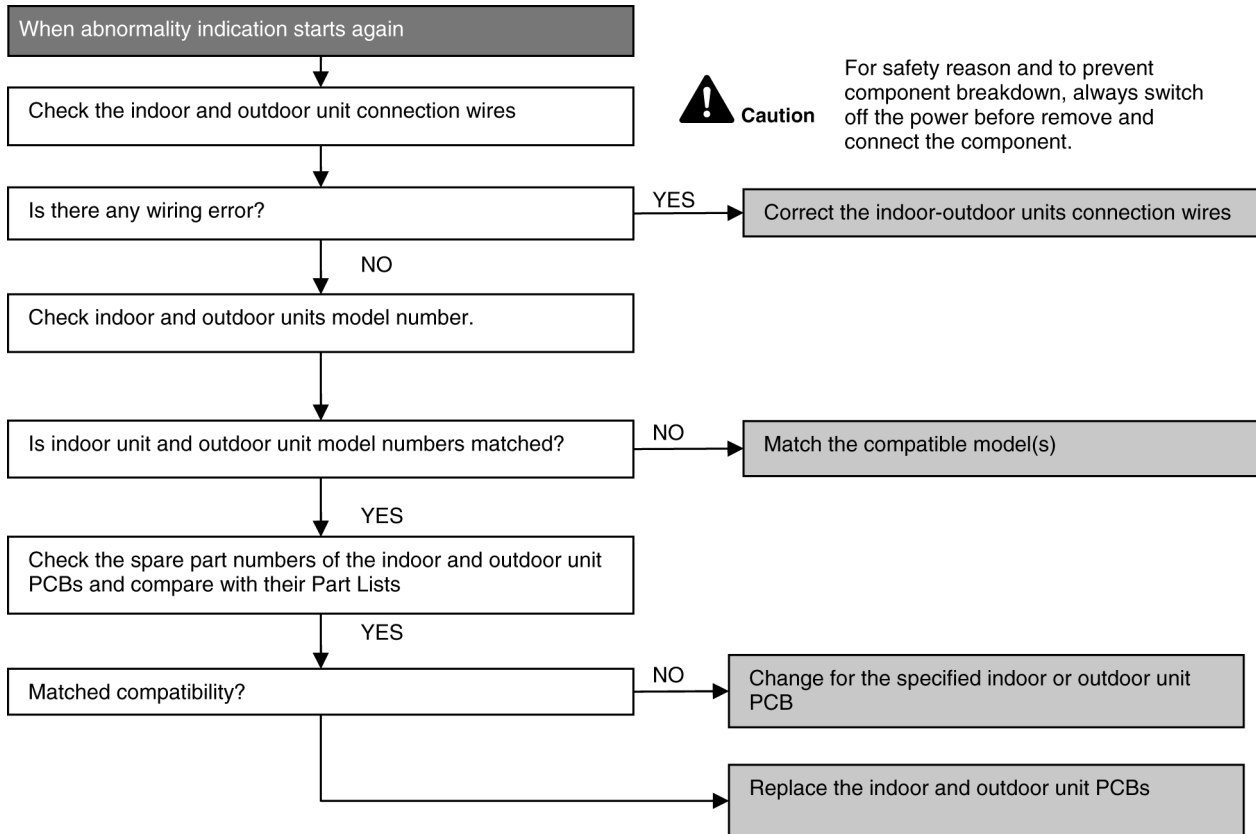 When abnormality indication starts again
Check the indoor and outdoor unit connection wires
For safety reason and to prevent
component breakdown, always switch
off the power before remove and
connect the component.
Caution
Is there any wiring error?
YES
Correct the indoor-outdoor units connection wires
NO
Check indoor and outdoor units model number.
Is indoor unit and outdoor unit model numbers matched?
NO
Match the compatible model(s)
YES
Check the spare part numbers of the indoor and outdoor unit
PCBs and compare with their Part Lists
YES
Matched compatibility?
NO
Change for the specified indoor or outdoor unit
PCB
Replace the indoor and outdoor unit PCBs